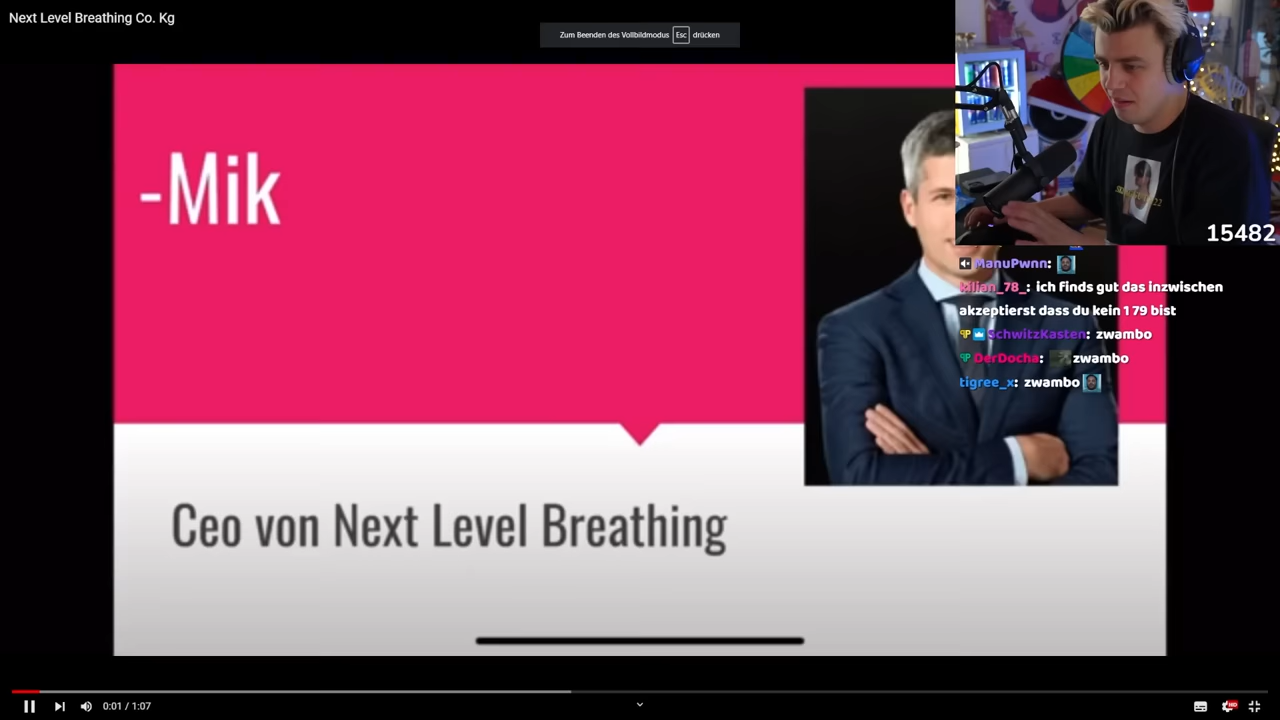 Next Level Breathing Co. Kg
Zum Beenden des Vollbildmodus Esc drücken
-Mik
Ceo von Next Level Breathing
15482
ManuPwnn:
kilian_78_: ich finds gut das inzwischen
akzeptierst dass du kein 1 79 bist
SchwitzKasten: zwambo
DerDocha: zwambo
tigree_x: zwambo
0:01 / 1:07
HD